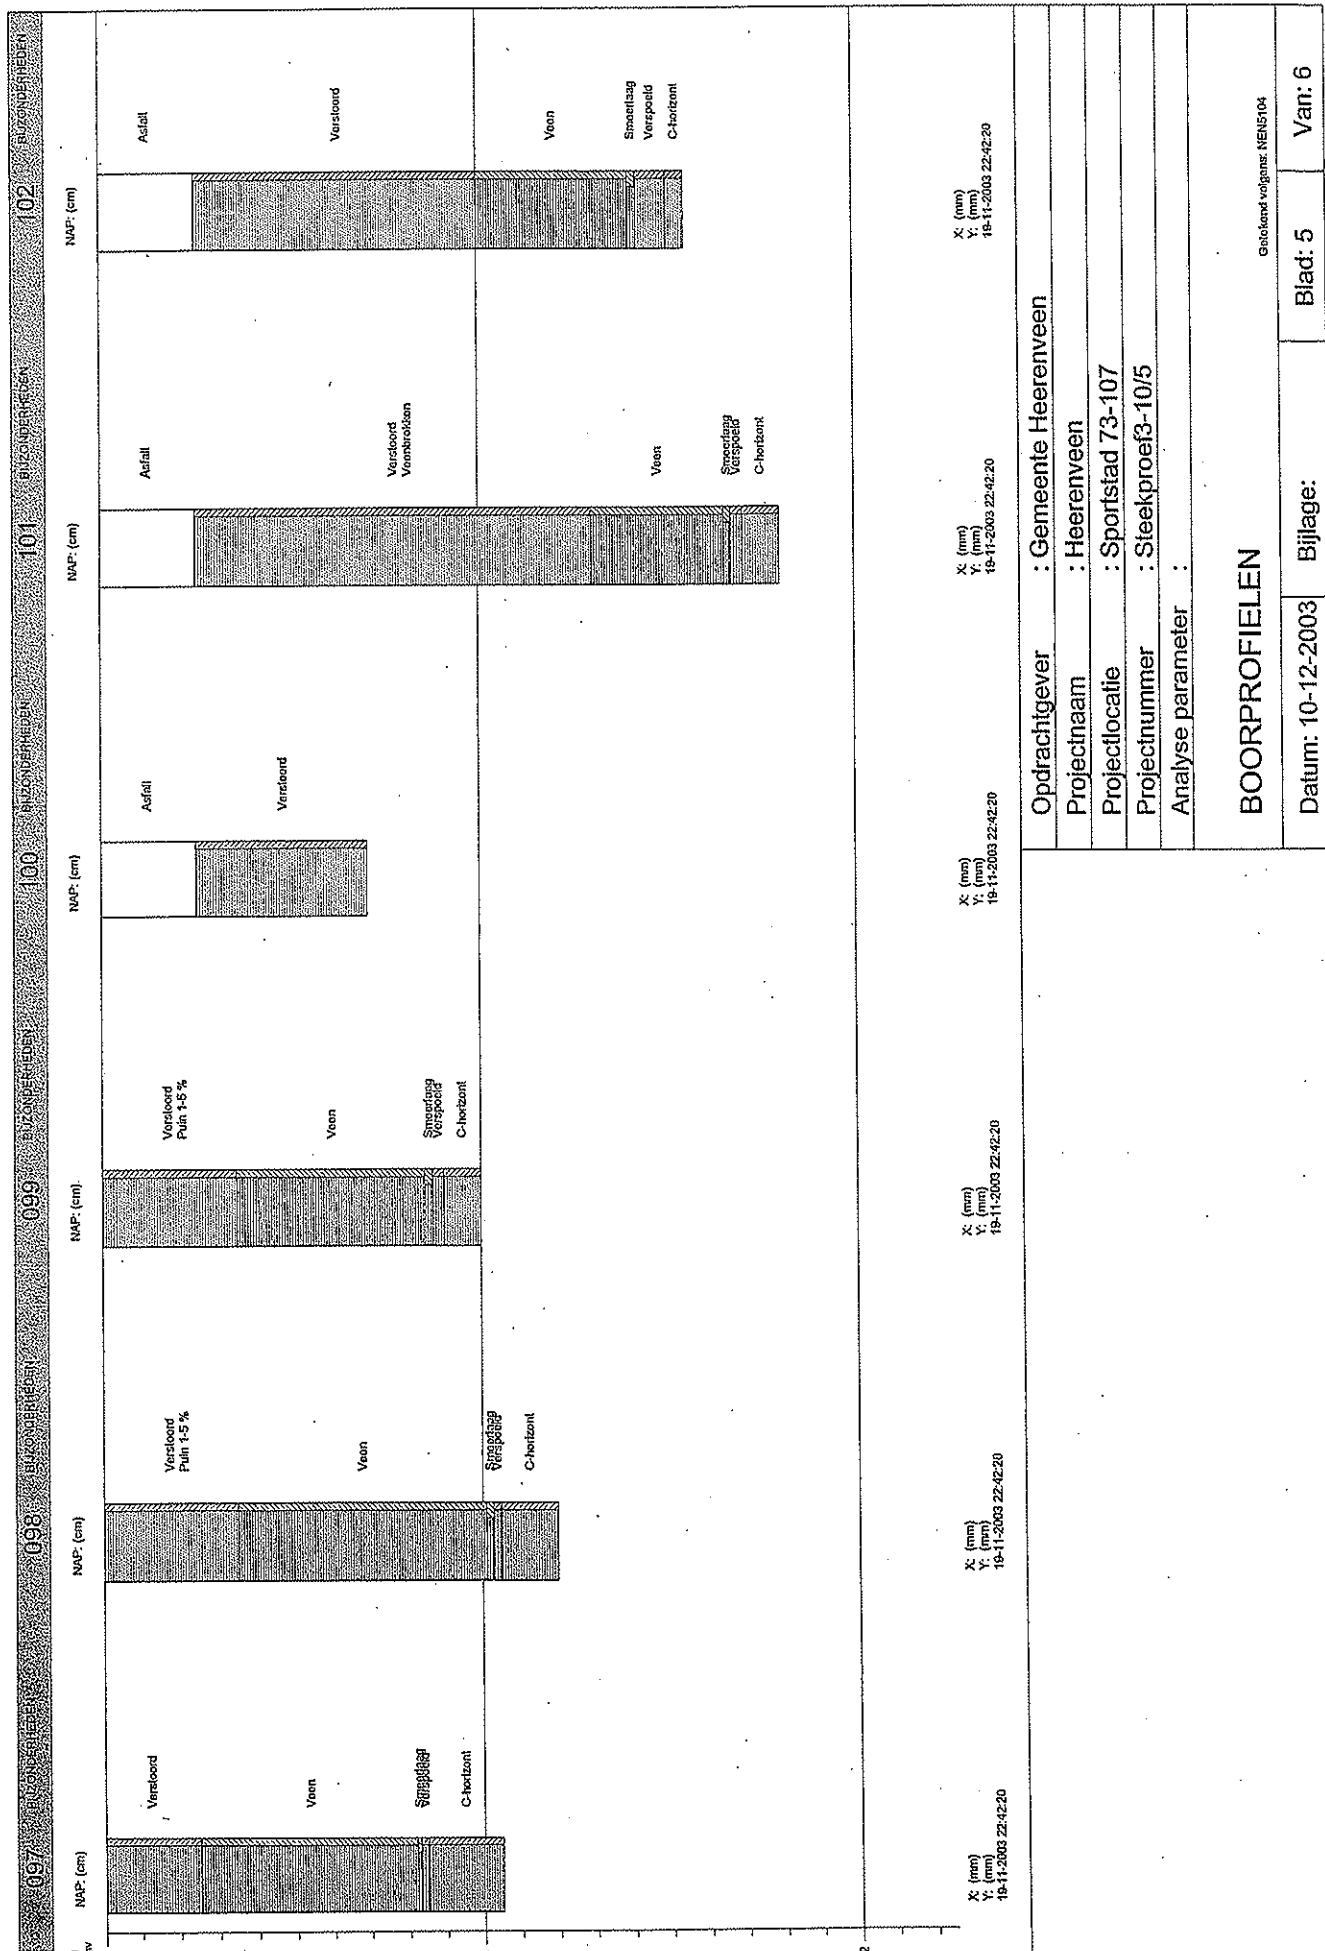 097 BIJZONDERHEDEN 098 BIJZONDERHEDEN 099 BIJZONDERHEDEN 100 BIJZONDERHEDEN 101 BIJZONDERHEDEN 102 BIJZONDERHEDEN
NAP: (cm)
Verstoord
Veen
Smeerlaag
Verspoeld
C-horizont
X: (mm)
Y: (mm)
19-11-2003 22:42:20
NAP: (cm)
Verstoord
Puin 1-5 %
Veen
Smeerlaag
Verspoeld
C-horizont
X: (mm)
Y: (mm)
19-11-2003 22:42:20
NAP: (cm)
Verstoord
Puin 1-5 %
Veen
Smeerlaag
Verspoeld
C-horizont
X: (mm)
Y: (mm)
19-11-2003 22:42:20
NAP: (cm)
Asfalt
Verstoord
X: (mm)
Y: (mm)
19-11-2003 22:42:20
NAP: (cm)
Asfalt
Verstoord
Veenbrokken
Veen
Smeerlaag
Verspoeld
C-horizont
X: (mm)
Y: (mm)
19-11-2003 22:42:20
NAP: (cm)
Asfalt
Verstoord
Veen
Smeerlaag
Verspoeld
C-horizont
X: (mm)
Y: (mm)
19-11-2003 22:42:20
mv
2
Opdrachtgever : Gemeente Heerenveen
Projectnaam : Heerenveen
Projectlocatie : Sportstad 73-107
Projectnummer : Steekproef3-10/5
Analyse parameter :
BOORPROFIELEN
Getekend volgens: NEN5104
Datum: 10-12-2003 Bijlage: Blad: 5 Van: 6